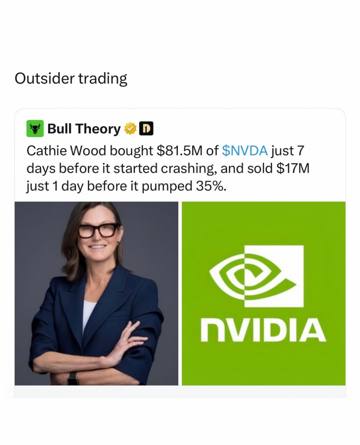 Outsider trading
Bull Theory
Cathie Wood bought $81.5M of $NVDA just 7
days before it started crashing, and sold $17M
just 1 day before it pumped 35%.
NVIDIA